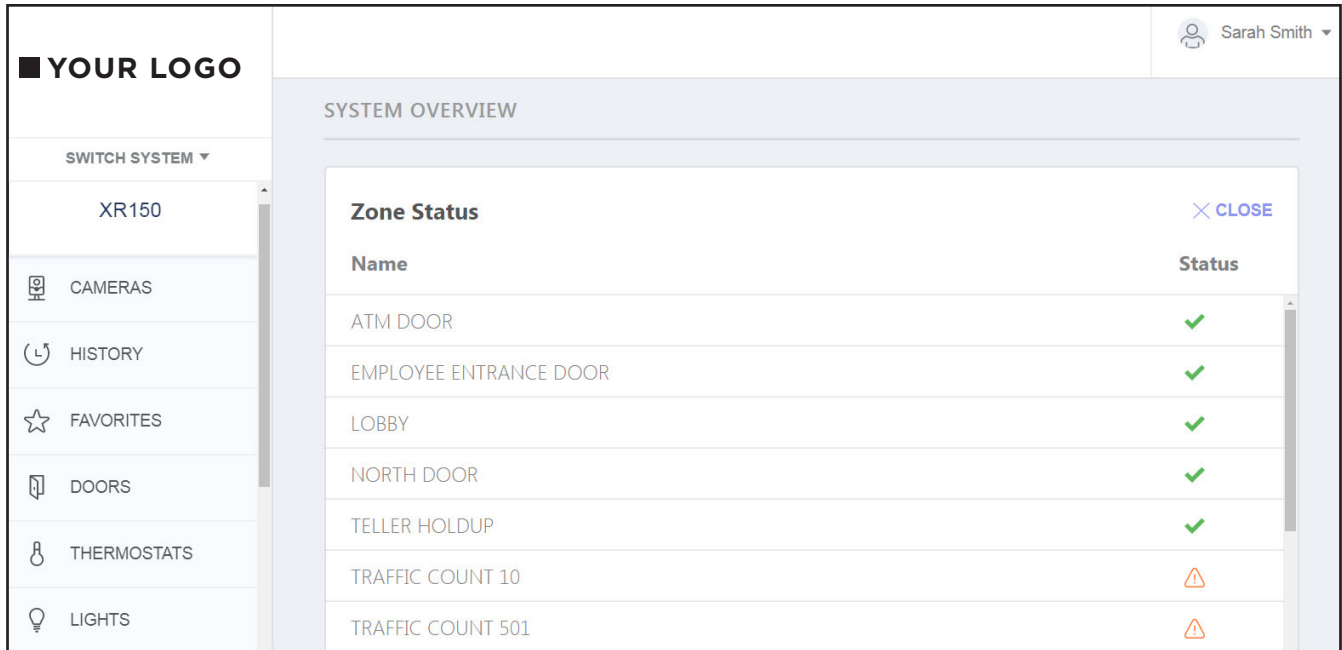 Sarah Smith
YOUR LOGO
SYSTEM OVERVIEW
SWITCH SYSTEM
XR150
Zone Status
CLOSE
Name
Status
CAMERAS
HISTORY
FAVORITES
DOORS
THERMOSTATS
LIGHTS
ATM DOOR
EMPLOYEE ENTRANCE DOOR
LOBBY
NORTH DOOR
TELLER HOLDUP
TRAFFIC COUNT 10
TRAFFIC COUNT 501